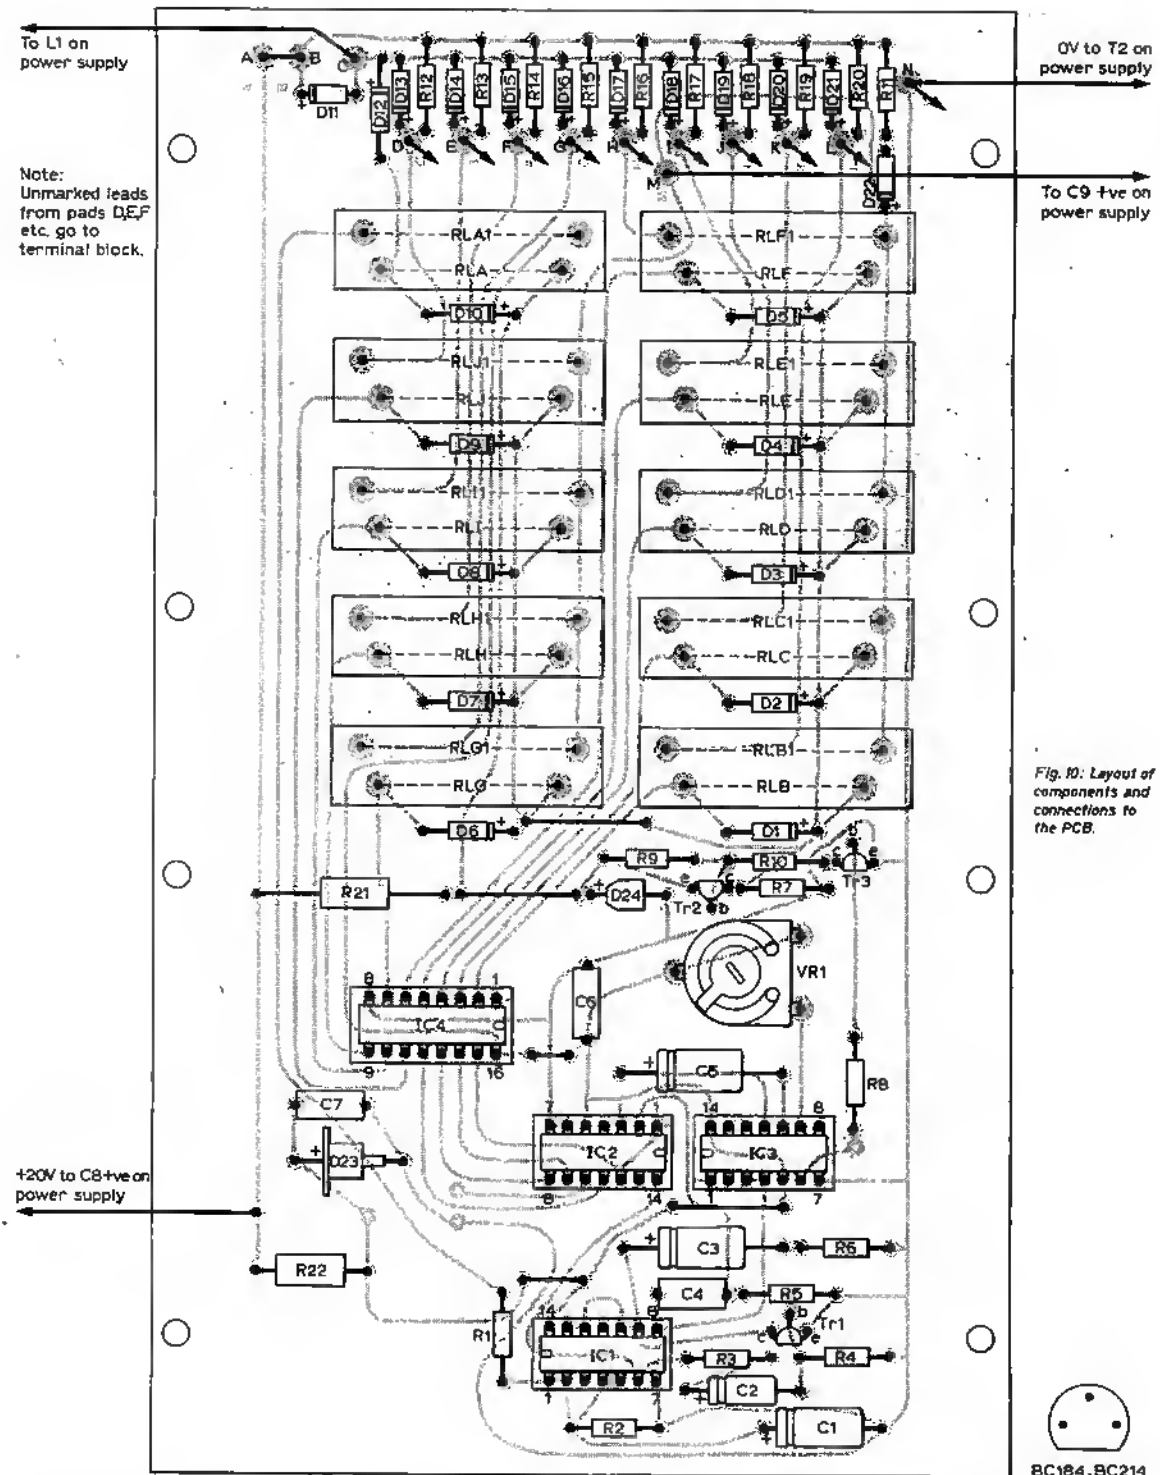 To L1 on
power supply
A
B
C
D11
D12
D13
R12
D14
R13
D15
R14
D16
R15
D17
R16
D18
R17
D19
R18
D20
R19
D21
R20
R11
N
0V to T2 on
power supply
D
E
F
G
H
I
J
K
L
M
D22
To C9 +ve on
power supply
Note:
Unmarked leads
from pads D,E,F
etc. go to
terminal block.
RLA1
RLA
D10
RLF1
RLF
D5
RLJ1
RLJ
D9
RLE1
RLE
D4
RLI1
RLI
D8
RLD1
RLD
D3
RLH1
RLH
D7
RLC1
RLC
D2
RLG1
RLG
D6
RLB1
RLB
D1
Fig. 10: Layout of
components and
connections to
the PCB.
R9
R10
c
b
e
Tr3
R21
D24
e
c
b
Tr2
R7
VR1
8
1
IC4
9
16
C6
C5
R8
C7
D23
7
1
IC2
8
14
14
8
IC3
1
7
+20V to C8+ve on
power supply
R22
C3
R6
C4
R5
b
c
e
Tr1
R1
14
8
IC1
1
7
R3
R4
C2
R2
C1
BC184,BC214